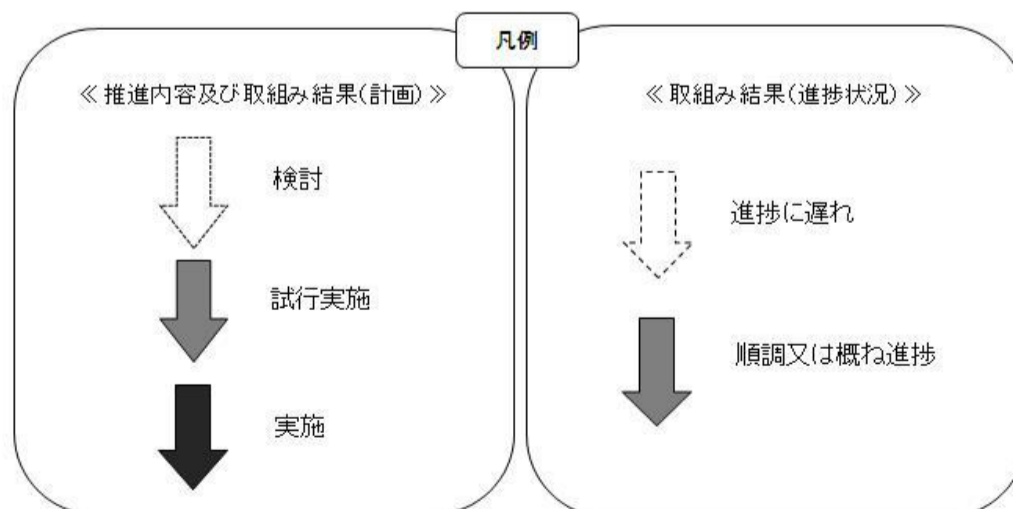 凡例
≪ 推進内容及び取組み結果(計画) ≫
検討
試行実施
実施
≪ 取組み結果(進捗状況) ≫
進捗に遅れ
順調又は概ね進捗